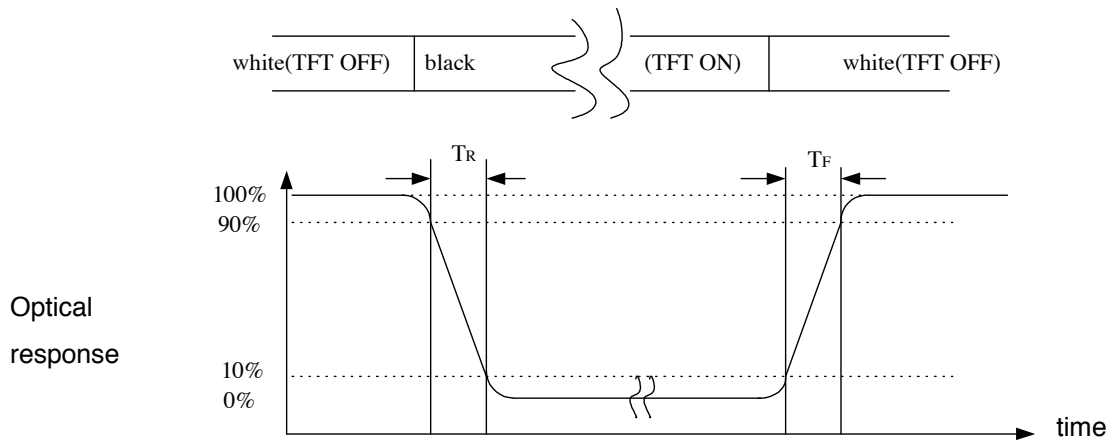 white(TFT OFF) black (TFT ON) white(TFT OFF)
TR TF
100%
90%
Optical
response
10%
0%
time